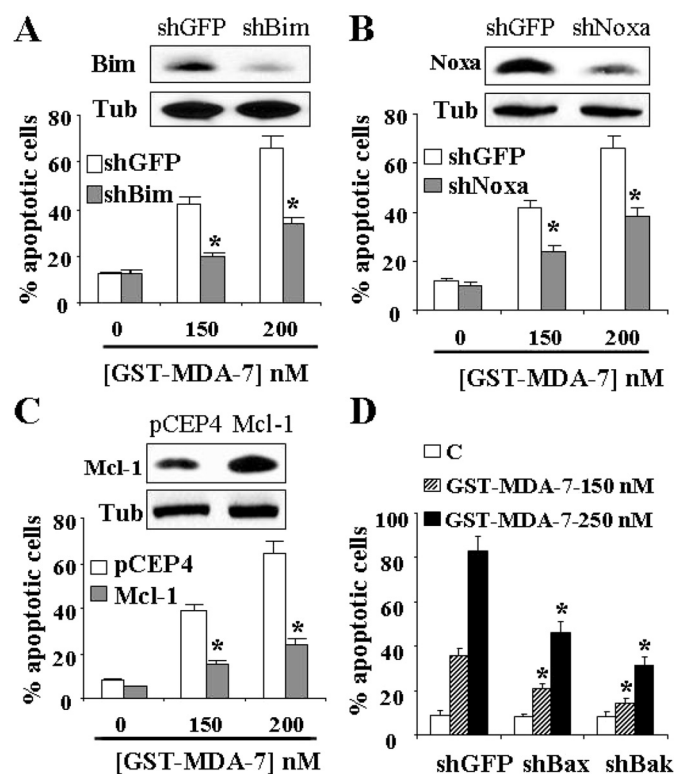 A
shGFP shBim
Bim
Tub
80
60
40
20
0
% apoptotic cells
shGFP
shBim
*
*
0 150 200
[GST-MDA-7] nM
B
shGFP shNoxa
Noxa
Tub
80
60
40
20
0
% apoptotic cells
shGFP
shNoxa
*
*
0 150 200
[GST-MDA-7] nM
C
pCEP4 Mcl-1
Mcl-1
Tub
80
60
40
20
0
% apoptotic cells
pCEP4
Mcl-1
*
*
0 150 200
[GST-MDA-7] nM
D
C
GST-MDA-7-150 nM
GST-MDA-7-250 nM
100
80
60
40
20
0
% apoptotic cells
*
*
*
*
shGFP shBax shBak